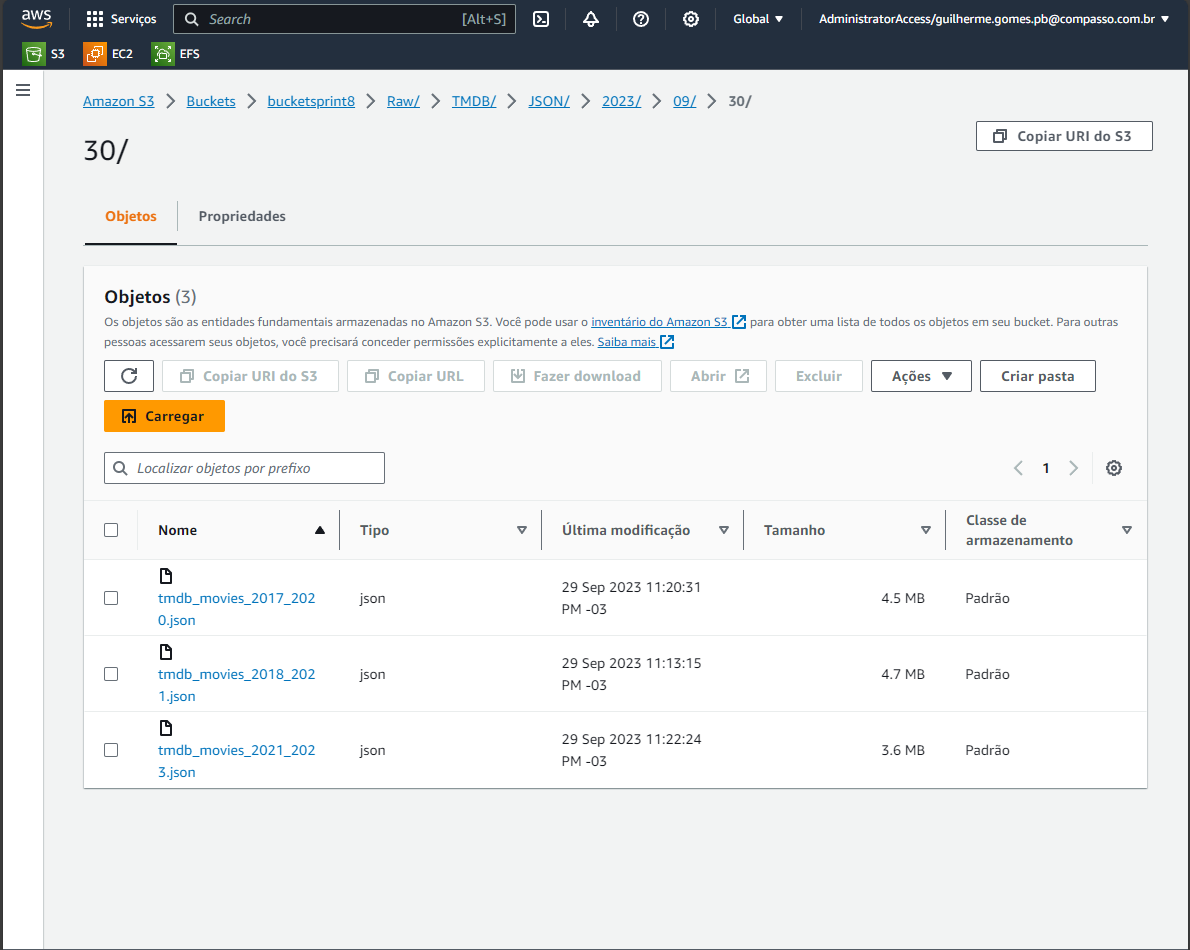 aws
Serviços
Search [Alt+S]
Global
AdministratorAccess/guilherme.gomes.pb@compasso.com.br
S3 EC2 EFS
Amazon S3 Buckets bucketsprint8 Raw/ TMDB/ JSON/ 2023/ 09/ 30/
30/
Copiar URI do S3
Objetos Propriedades
Objetos (3)
Os objetos são as entidades fundamentais armazenadas no Amazon S3. Você pode usar o inventário do Amazon S3 para obter uma lista de todos os objetos em seu bucket. Para outras
pessoas acessarem seus objetos, você precisará conceder permissões explicitamente a eles. Saiba mais
Copiar URI do S3 Copiar URL Fazer download Abrir Excluir Ações Criar pasta
Carregar
Localizar objetos por prefixo
1
Nome Tipo Última modificação Tamanho Classe de
armazenamento
tmdb_movies_2017_202
0.json
json
29 Sep 2023 11:20:31
PM -03
4.5 MB
Padrão
tmdb_movies_2018_202
1.json
json
29 Sep 2023 11:13:15
PM -03
4.7 MB
Padrão
tmdb_movies_2021_202
3.json
json
29 Sep 2023 11:22:24
PM -03
3.6 MB
Padrão